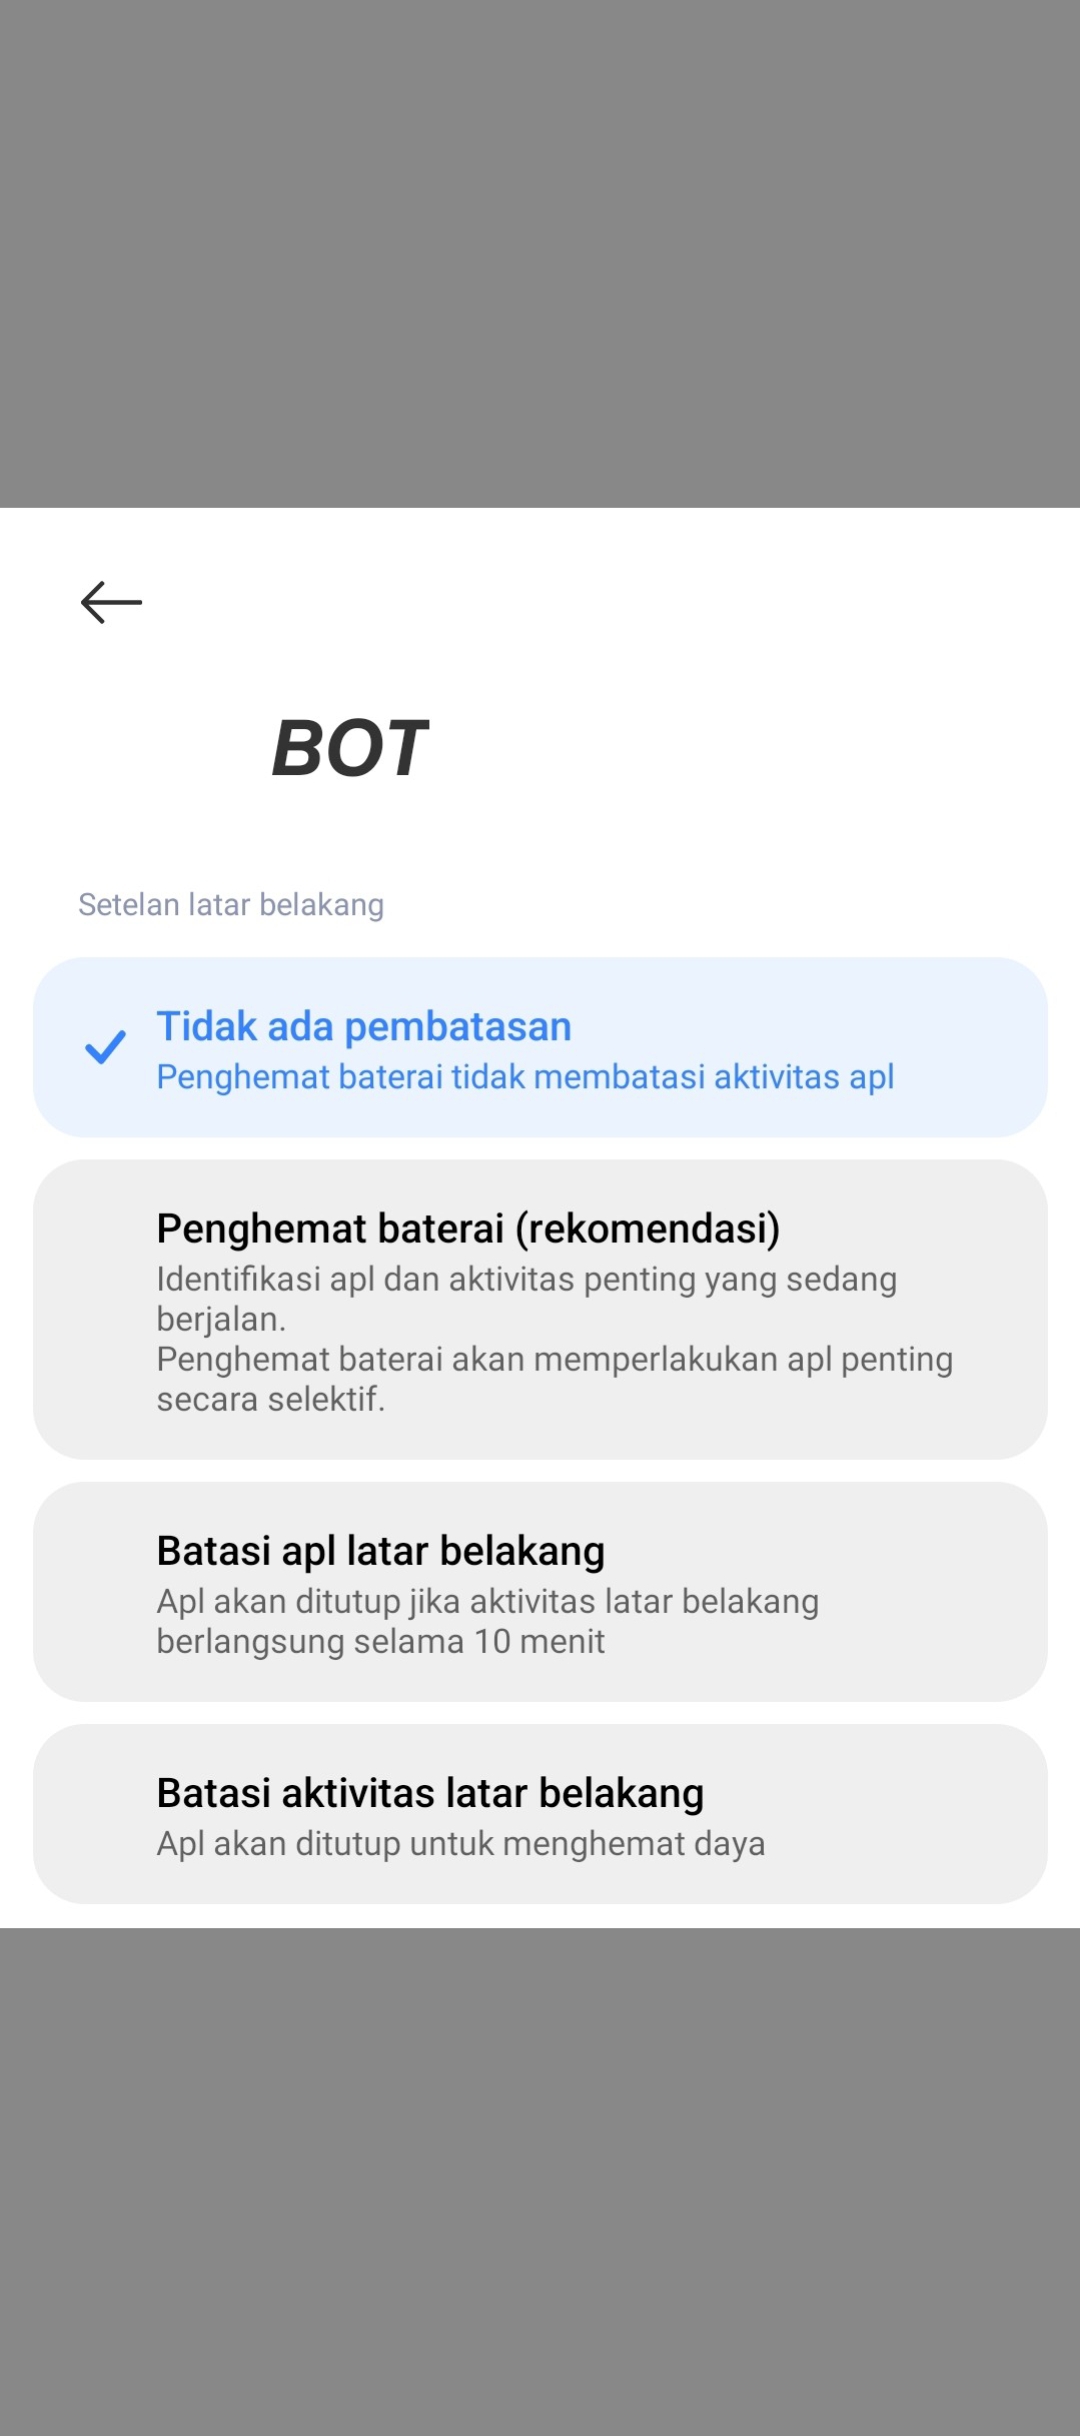 BOT
Setelan latar belakang
Tidak ada pembatasan
Penghemat baterai tidak membatasi aktivitas apl
Penghemat baterai (rekomendasi)
Identifikasi apl dan aktivitas penting yang sedang
berjalan.
Penghemat baterai akan memperlakukan apl penting
secara selektif.
Batasi apl latar belakang
Apl akan ditutup jika aktivitas latar belakang
berlangsung selama 10 menit
Batasi aktivitas latar belakang
Apl akan ditutup untuk menghemat daya